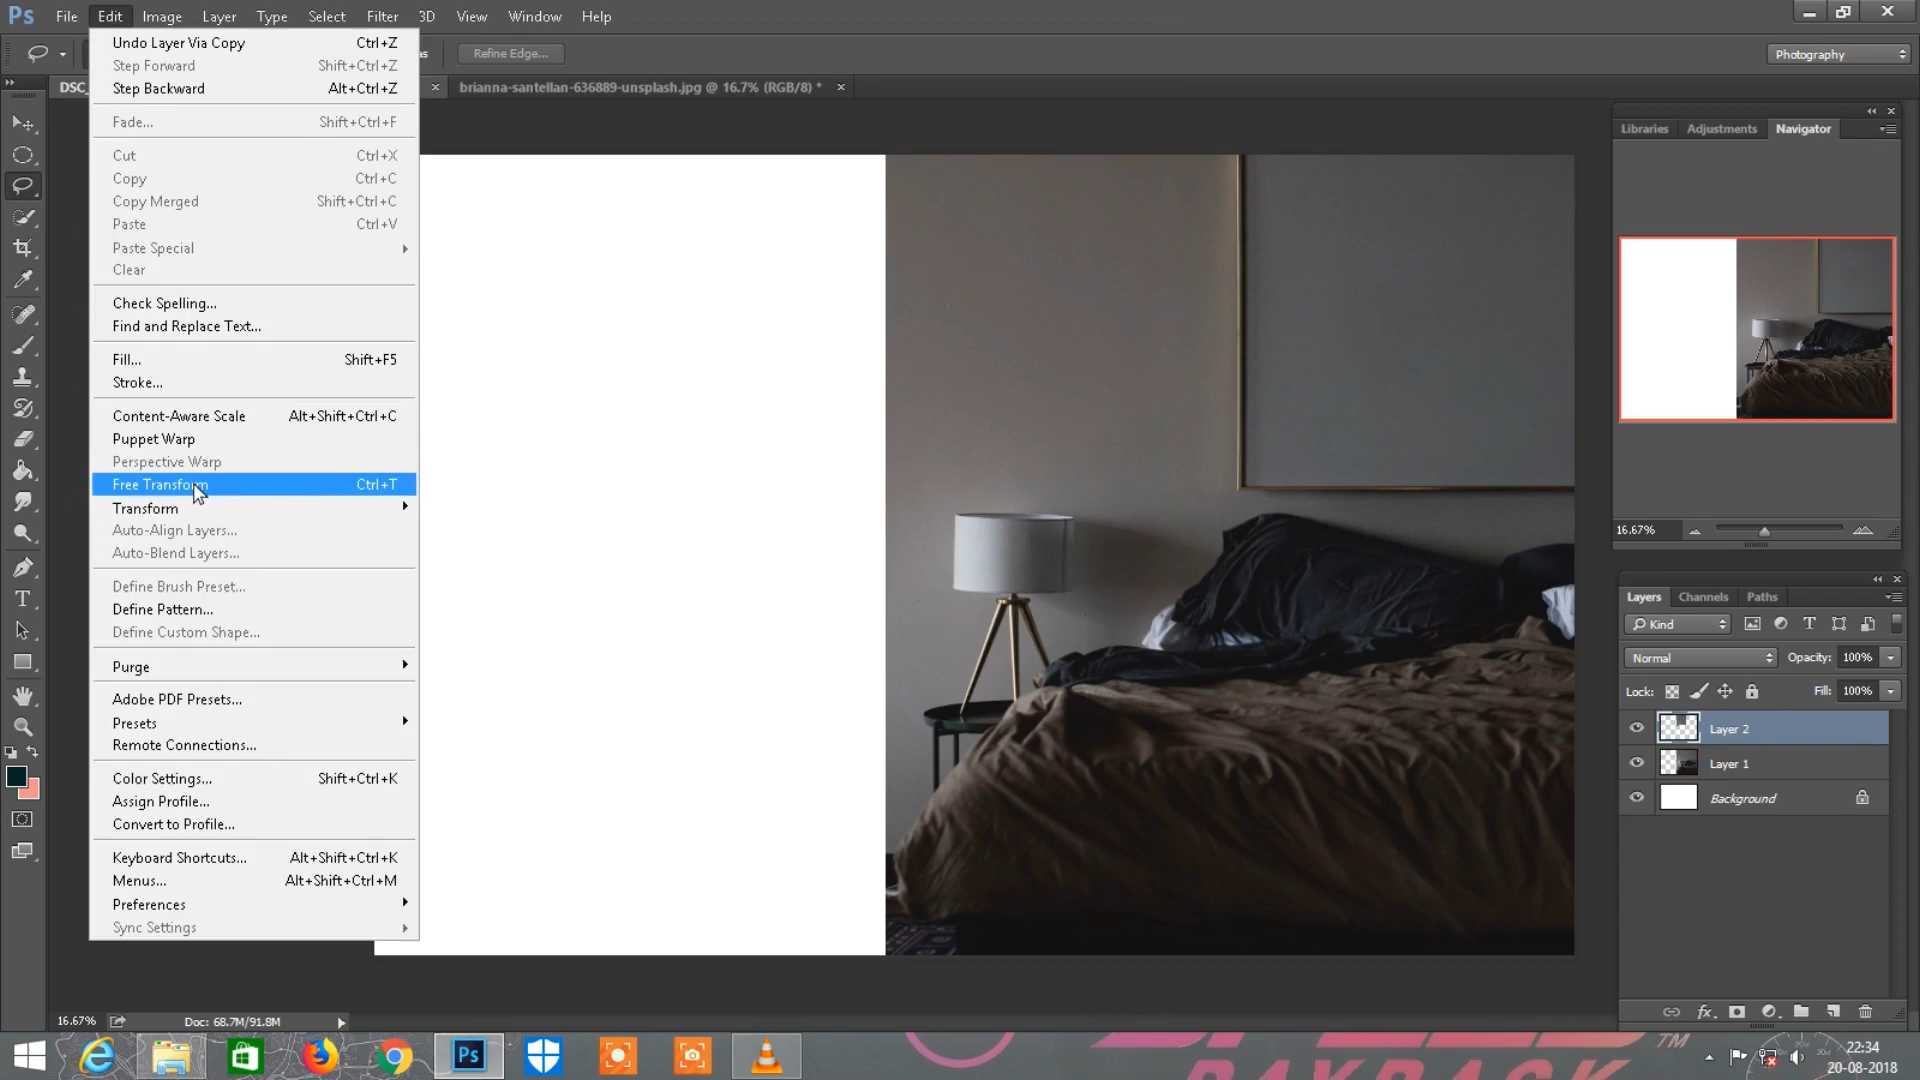 Ps File Edit Image Layer Type Select Filter 3D View Window Help
Refine Edge...
Photography
DSC_
brianna-santellan-636889-unsplash.jpg @ 16.7% (RGB/8) *
Undo Layer Via Copy Ctrl+Z
Step Forward Shift+Ctrl+Z
Step Backward Alt+Ctrl+Z
Fade... Shift+Ctrl+F
Cut Ctrl+X
Copy Ctrl+C
Copy Merged Shift+Ctrl+C
Paste Ctrl+V
Paste Special
Clear
Check Spelling...
Find and Replace Text...
Fill... Shift+F5
Stroke...
Content-Aware Scale Alt+Shift+Ctrl+C
Puppet Warp
Perspective Warp
Free Transform Ctrl+T
Transform
Auto-Align Layers...
Auto-Blend Layers...
Define Brush Preset...
Define Pattern...
Define Custom Shape...
Purge
Adobe PDF Presets...
Presets
Remote Connections...
Color Settings... Shift+Ctrl+K
Assign Profile...
Convert to Profile...
Keyboard Shortcuts... Alt+Shift+Ctrl+K
Menus... Alt+Shift+Ctrl+M
Preferences
Sync Settings
Libraries Adjustments Navigator
16.67%
Layers Channels Paths
Kind
Normal Opacity: 100%
Lock: Fill: 100%
Layer 2
Layer 1
Background
fx
16.67% Doc: 68.7M/91.8M
Ps
PAYBACK
TM
22:34
20-08-2018